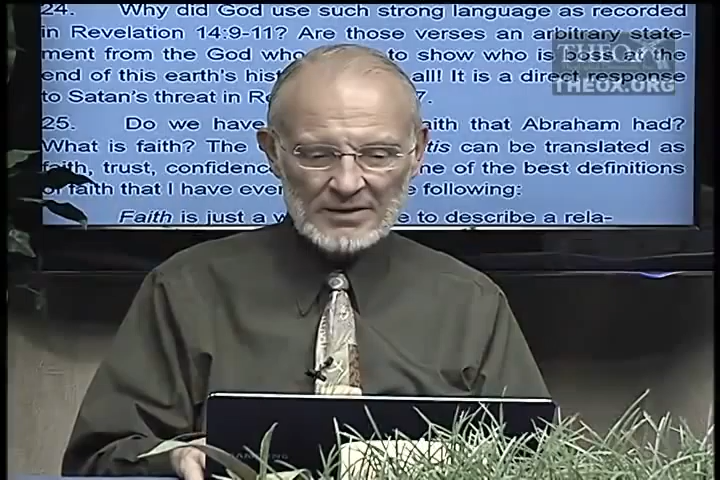 24. Why did God use such strong language as recorded
in Revelation 14:9-11? Are those verses an arbitrary state-
ment from the God who to show who is boss at the
end of this earth's his all! It is a direct response
to Satan's threat in Re 7.
25. Do we have aith that Abraham had?
What is faith? The tis can be translated as
faith, trust, confidenc ne of the best definitions
of faith that I have ever e following:
Faith is just a w e to describe a rela-
THEOX
THEOX.ORG
SAMSUNG